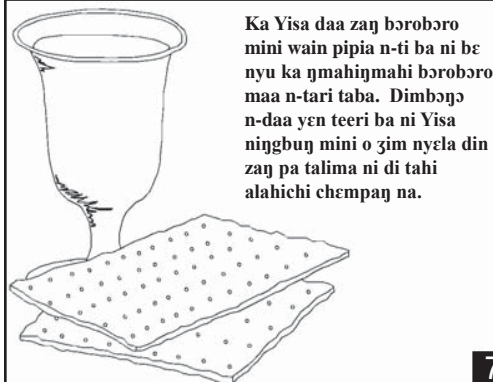 Ka Yisa daa zaŋ bɔrobɔro
mini wain pipia n-ti ba ni bɛ
nyu ka ŋmahiŋmahi bɔrobɔro
maa n-tari taba. Dimbɔŋɔ
n-daa yɛn teeri ba ni Yisa
niŋgbuŋ mini o ʒim nyɛla din
zaŋ pa talima ni di tahi
alahichi chɛmpaŋ na.
7